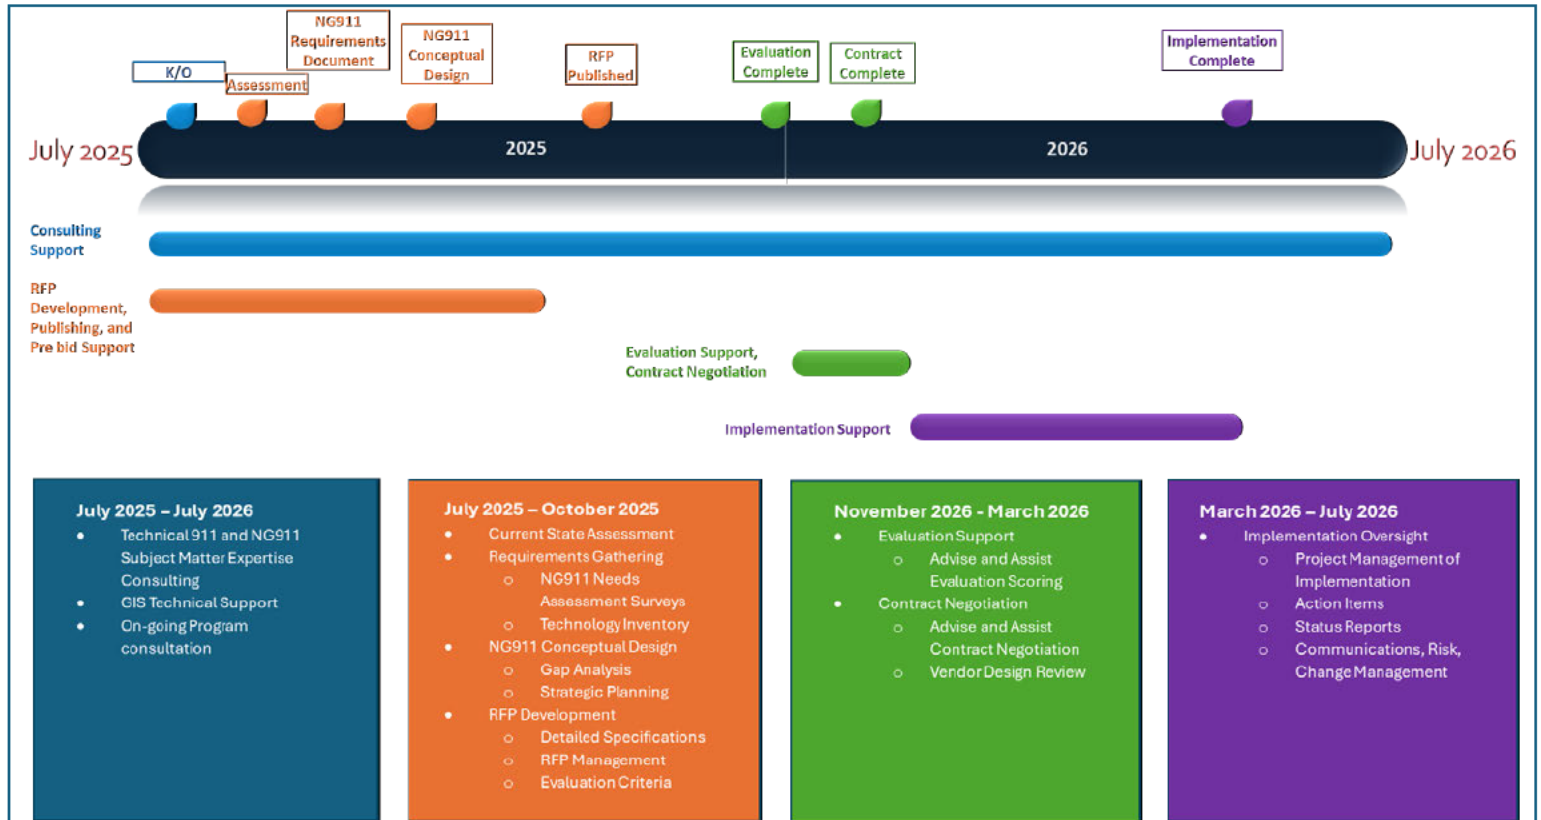 NG911
Requirements
Document
NG911
Conceptual
Design
K/O
Assessment
RFP
Published
Evaluation
Complete
Contract
Complete
Implementation
Complete
July 2025
2025
2026
July 2026
Consulting
Support
RFP
Development,
Publishing, and
Pre bid Support
Evaluation Support,
Contract Negotiation
Implementation Support
July 2025 – July 2026
• Technical 911 and NG911
Subject Matter Expertise
Consulting
• GIS Technical Support
• On-going Program
consultation
July 2025 – October 2025
• Current State Assessment
• Requirements Gathering
o NG911 Needs
Assessment Surveys
o Technology Inventory
• NG911 Conceptual Design
o Gap Analysis
o Strategic Planning
• RFP Development
o Detailed Specifications
o RFP Management
o Evaluation Criteria
November 2026 - March 2026
• Evaluation Support
o Advise and Assist
Evaluation Scoring
• Contract Negotiation
o Advise and Assist
Contract Negotiation
o Vendor Design Review
March 2026 – July 2026
• Implementation Oversight
o Project Management of
Implementation
o Action Items
o Status Reports
o Communications, Risk,
Change Management